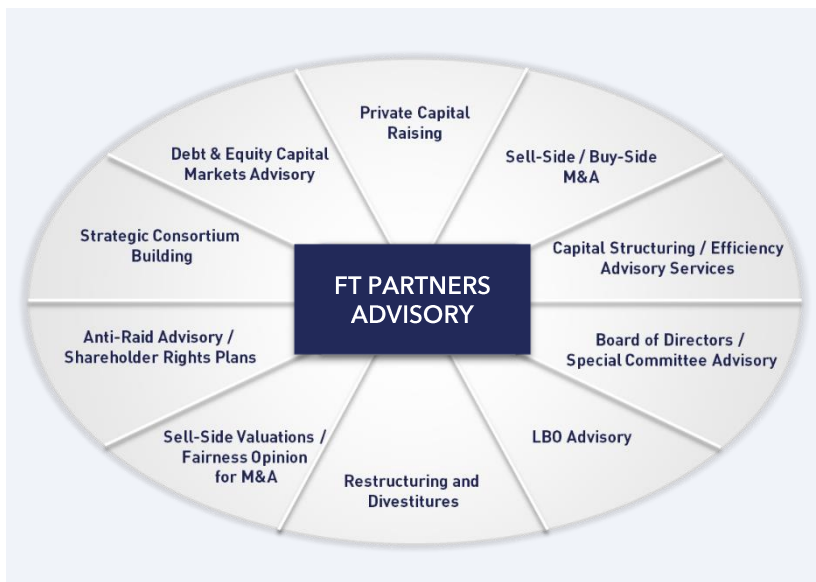 Private Capital
Raising
Sell-Side / Buy-Side
M&A
Capital Structuring / Efficiency
Advisory Services
Board of Directors /
Special Committee Advisory
LBO Advisory
Restructuring and
Divestitures
Sell-Side Valuations /
Fairness Opinion
for M&A
Anti-Raid Advisory /
Shareholder Rights Plans
Strategic Consortium
Building
Debt & Equity Capital
Markets Advisory
FT PARTNERS
ADVISORY